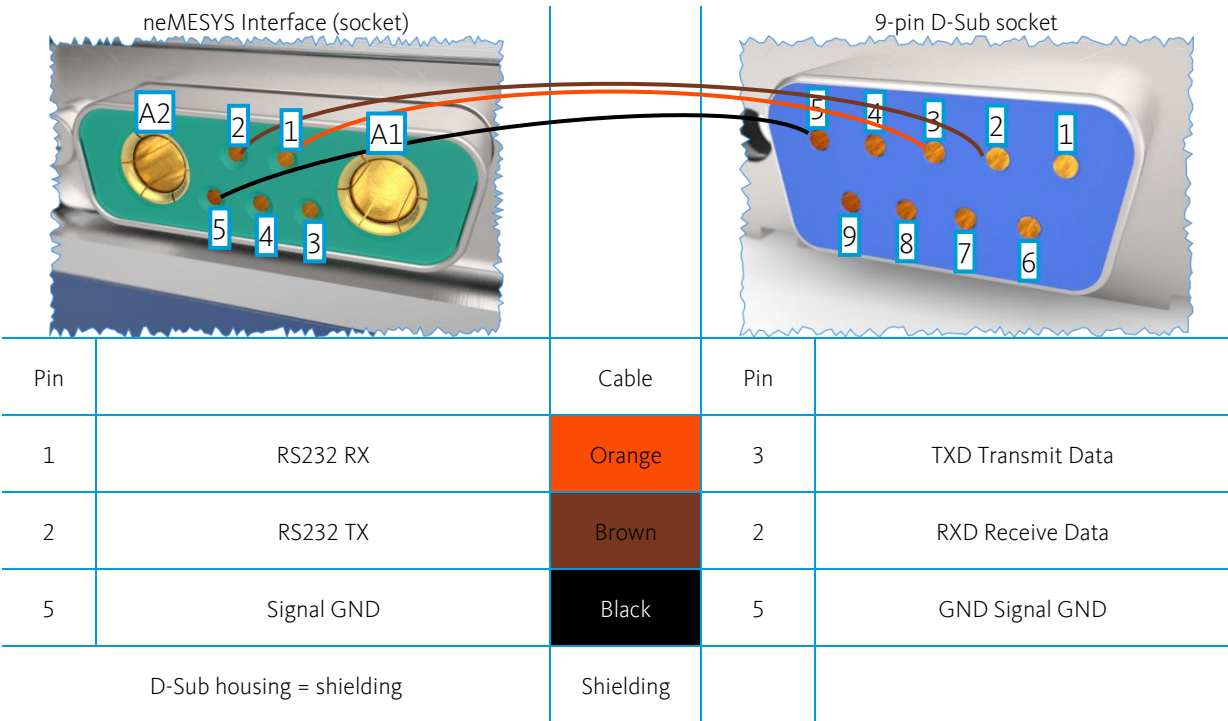 neMESYS Interface (socket)
9-pin D-Sub socket
A2
2
1
A1
5
4
3
5
4
3
2
1
9
8
7
6
Pin
Cable
Pin
1
RS232 RX
Orange
3
TXD Transmit Data
2
RS232 TX
Brown
2
RXD Receive Data
5
Signal GND
Black
5
GND Signal GND
D-Sub housing = shielding
Shielding